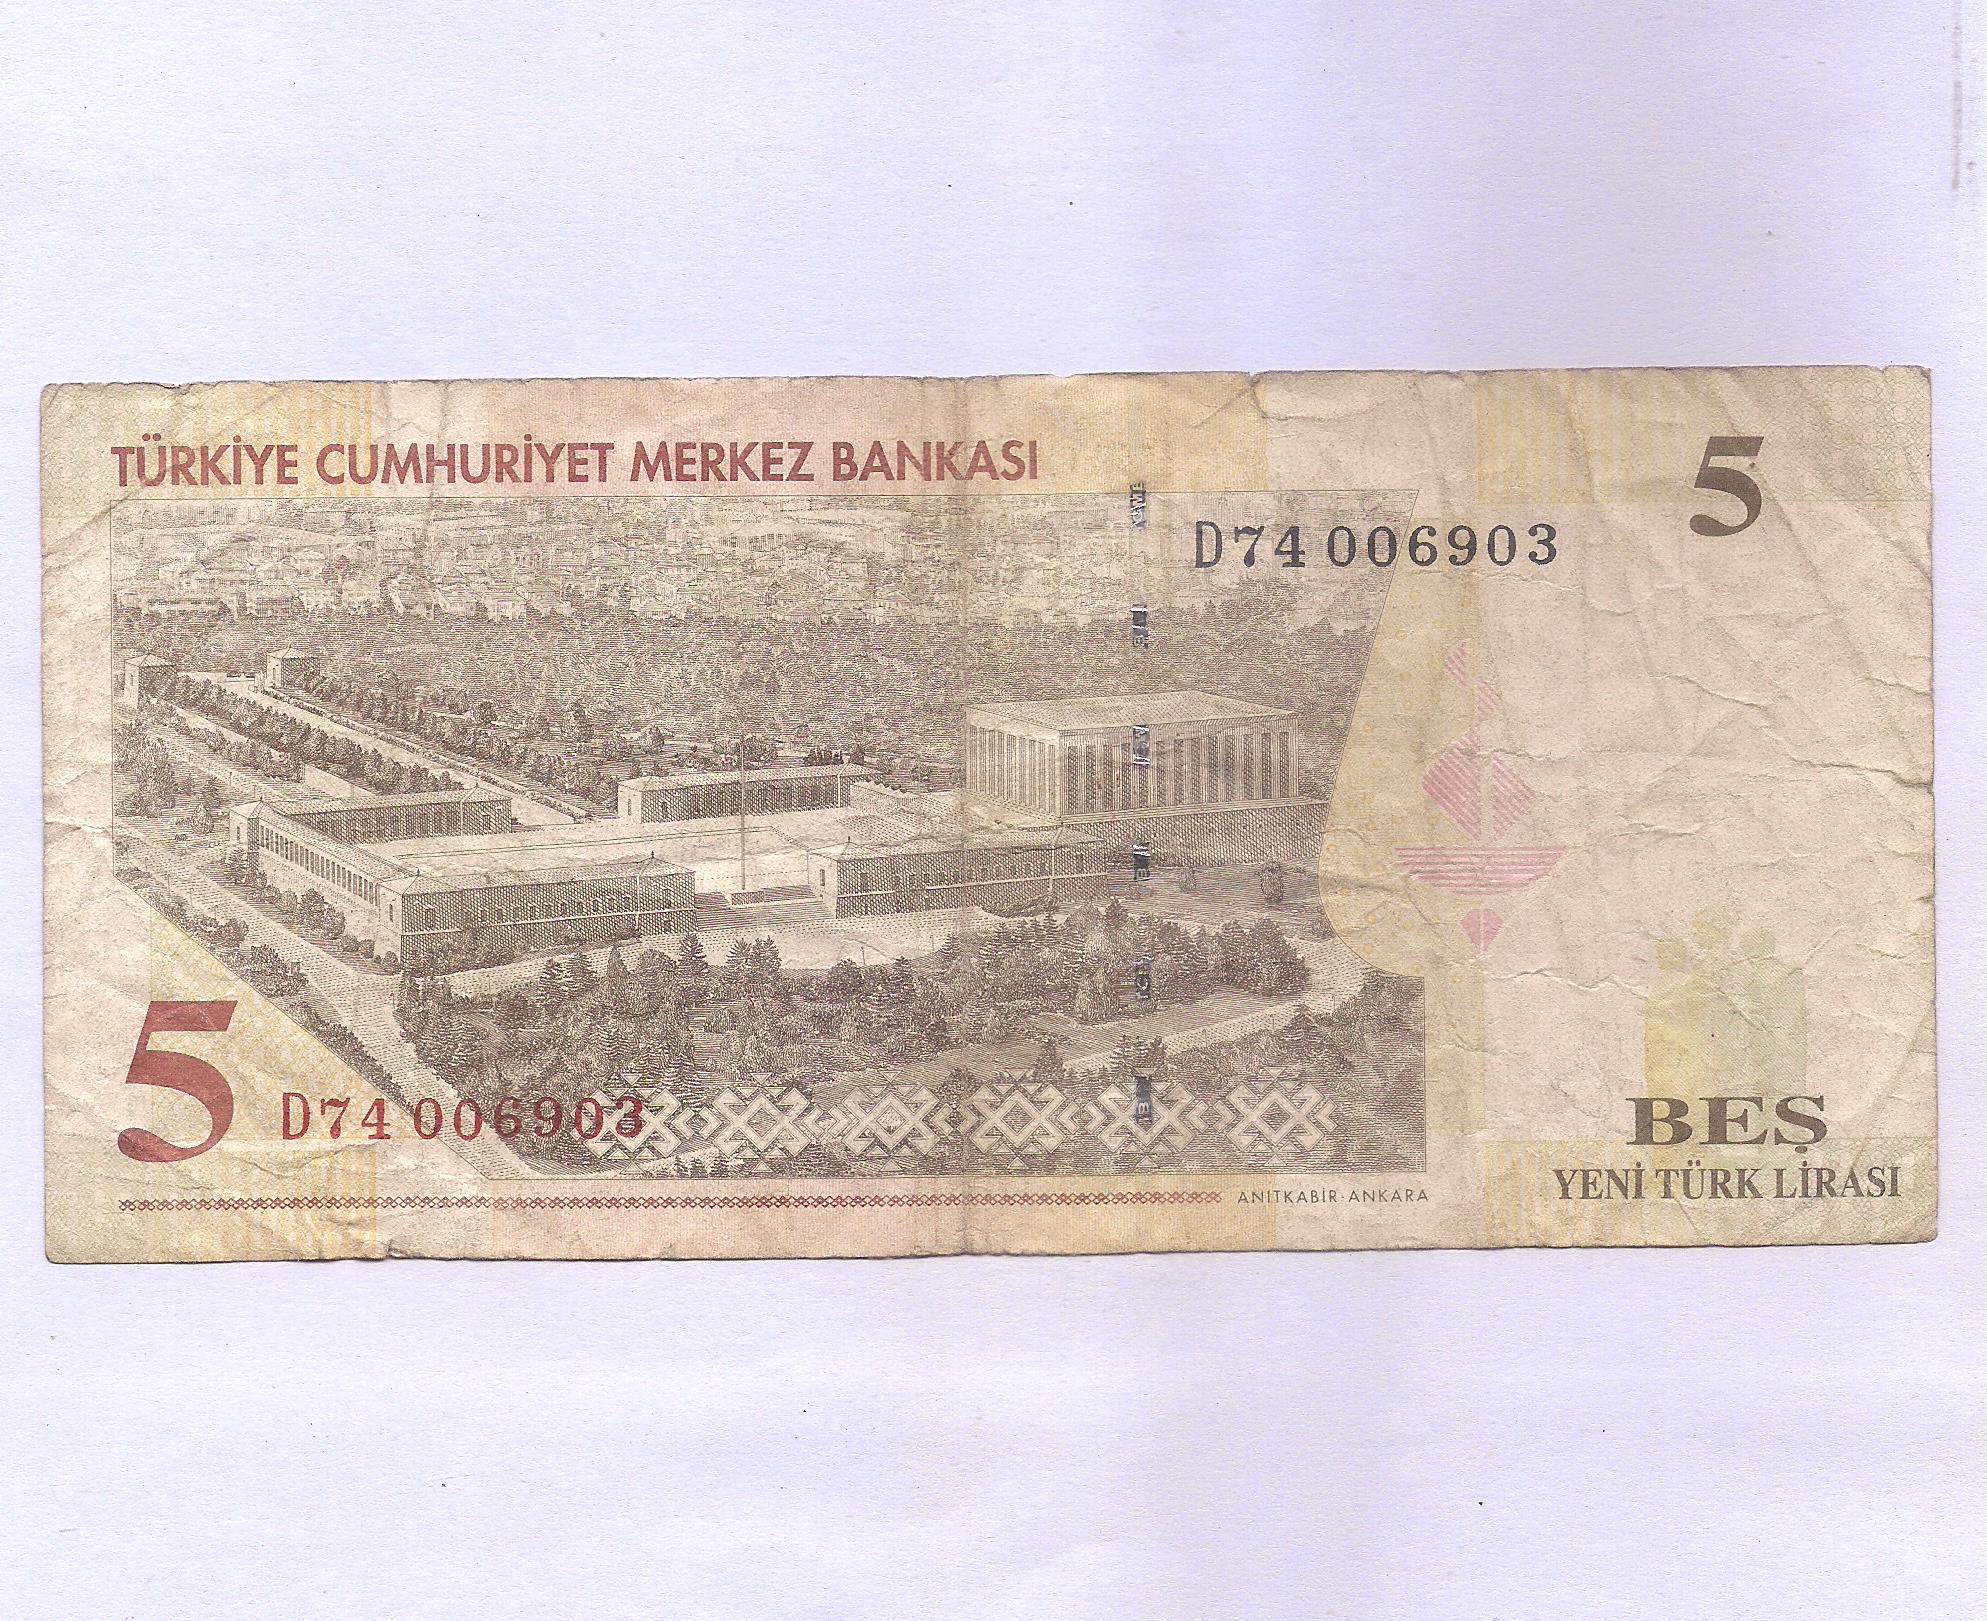 TÜRKİYE CUMHURİYET MERKEZ BANKASI
5
D74 006903
5
D74 006903
BEŞ
YENİ TÜRK LİRASI
ANITKABİR·ANKARA